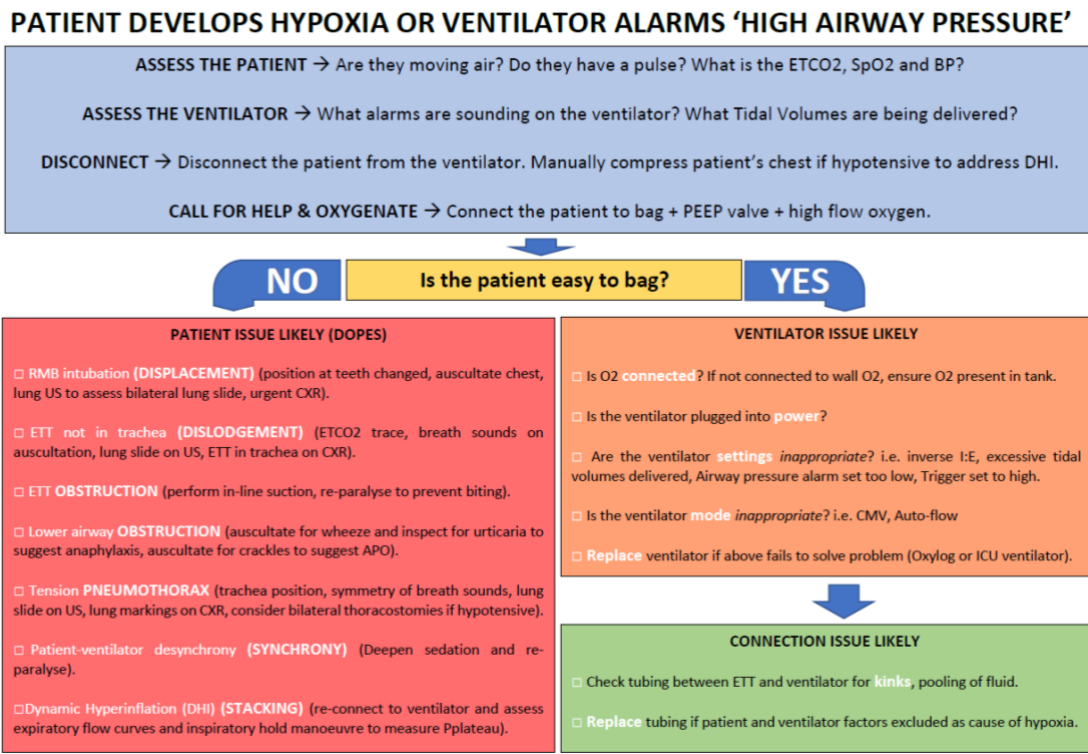 PATIENT DEVELOPS HYPOXIA OR VENTILATOR ALARMS ‘HIGH AIRWAY PRESSURE’
ASSESS THE PATIENT → Are they moving air? Do they have a pulse? What is the ETCO2, SpO2 and BP?
ASSESS THE VENTILATOR → What alarms are sounding on the ventilator? What Tidal Volumes are being delivered?
DISCONNECT → Disconnect the patient from the ventilator. Manually compress patient’s chest if hypotensive to address DHI.
CALL FOR HELP & OXYGENATE → Connect the patient to bag + PEEP valve + high flow oxygen.
NO
Is the patient easy to bag?
YES
PATIENT ISSUE LIKELY (DOPES)
□ RMB intubation (DISPLACEMENT) (position at teeth changed, auscultate chest,
lung US to assess bilateral lung slide, urgent CXR).
□ ETT not in trachea (DISLODGEMENT) (ETCO2 trace, breath sounds on
auscultation, lung slide on US, ETT in trachea on CXR).
□ ETT OBSTRUCTION (perform in-line suction, re-paralyse to prevent biting).
□ Lower airway OBSTRUCTION (auscultate for wheeze and inspect for urticaria to
suggest anaphylaxis, auscultate for crackles to suggest APO).
□ Tension PNEUMOTHORAX (trachea position, symmetry of breath sounds, lung
slide on US, lung markings on CXR, consider bilateral thoracostomies if hypotensive).
□ Patient-ventilator desynchrony (SYNCHRONY) (Deepen sedation and re-
paralyse).
□Dynamic Hyperinflation (DHI) (STACKING) (re-connect to ventilator and assess
expiratory flow curves and inspiratory hold manoeuvre to measure Pplateau).
VENTILATOR ISSUE LIKELY
□ Is O2 connected? If not connected to wall O2, ensure O2 present in tank.
□ Is the ventilator plugged into power?
□ Are the ventilator settings inappropriate? i.e. inverse I:E, excessive tidal
volumes delivered, Airway pressure alarm set too low, Trigger set to high.
□ Is the ventilator mode inappropriate? i.e. CMV, Auto-flow
□ Replace ventilator if above fails to solve problem (Oxylog or ICU ventilator).
CONNECTION ISSUE LIKELY
□ Check tubing between ETT and ventilator for kinks, pooling of fluid.
□ Replace tubing if patient and ventilator factors excluded as cause of hypoxia.